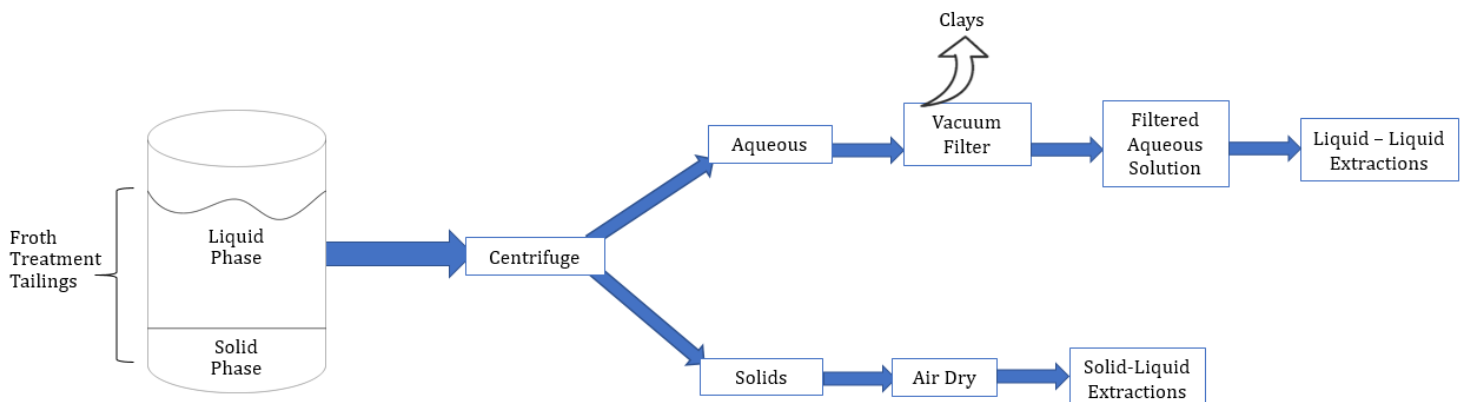 Clays
Froth
Treatment
Tailings
Liquid
Phase
Solid
Phase
Centrifuge
Aqueous
Vacuum
Filter
Filtered
Aqueous
Solution
Liquid – Liquid
Extractions
Solids
Air Dry
Solid-Liquid
Extractions